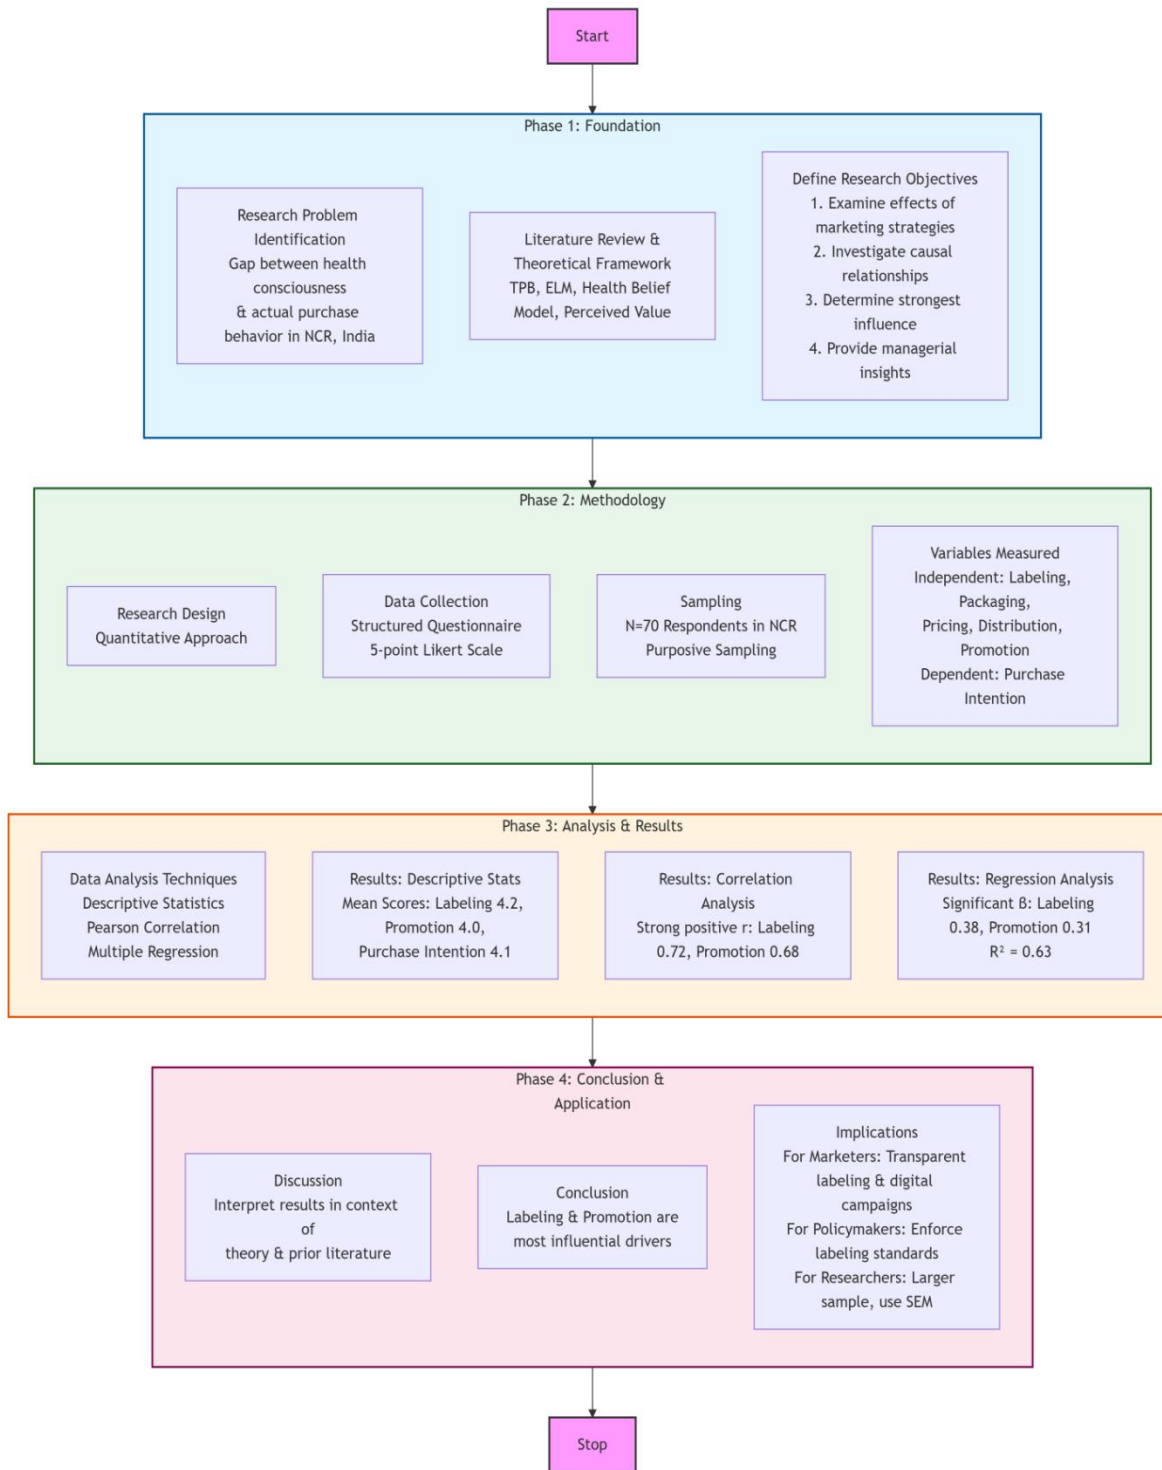 Start
Phase 1: Foundation
Research Problem
Identification
Gap between health
consciousness
& actual purchase
behavior in NCR, India
Literature Review &
Theoretical Framework
TPB, ELM, Health Belief
Model, Perceived Value
Define Research Objectives
1. Examine effects of
marketing strategies
2. Investigate causal
relationships
3. Determine strongest
influence
4. Provide managerial
insights
Phase 2: Methodology
Research Design
Quantitative Approach
Data Collection
Structured Questionnaire
5-point Likert Scale
Sampling
N=70 Respondents in NCR
Purposive Sampling
Variables Measured
Independent: Labeling,
Packaging,
Pricing, Distribution,
Promotion
Dependent: Purchase
Intention
Phase 3: Analysis & Results
Data Analysis Techniques
Descriptive Statistics
Pearson Correlation
Multiple Regression
Results: Descriptive Stats
Mean Scores: Labeling 4.2,
Promotion 4.0,
Purchase Intention 4.1
Results: Correlation
Analysis
Strong positive r: Labeling
0.72, Promotion 0.68
Results: Regression Analysis
Significant β: Labeling
0.38, Promotion 0.31
R² = 0.63
Phase 4: Conclusion &
Application
Discussion
Interpret results in context
of
theory & prior literature
Conclusion
Labeling & Promotion are
most influential drivers
Implications
For Marketers: Transparent
labeling & digital
campaigns
For Policymakers: Enforce
labeling standards
For Researchers: Larger
sample, use SEM
Stop